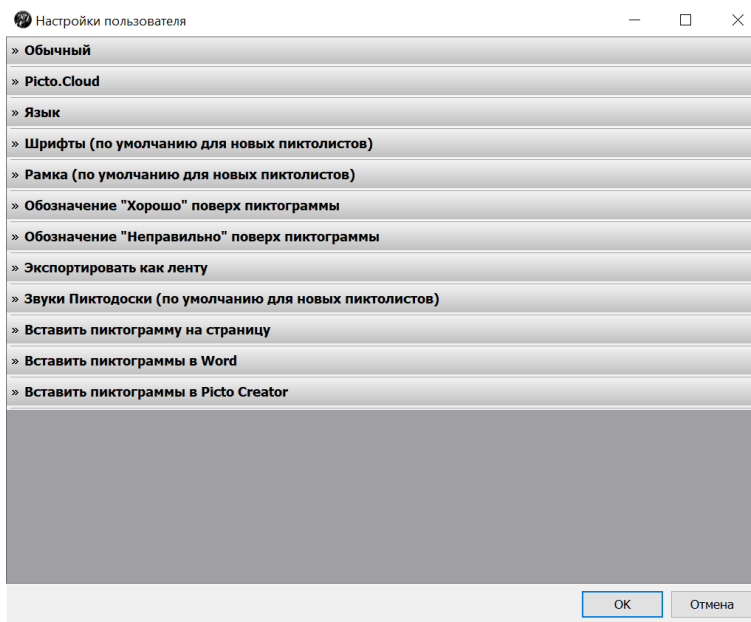 Настройки пользователя
» Обычный
» Picto.Cloud
» Язык
» Шрифты (по умолчанию для новых пиктолистов)
» Рамка (по умолчанию для новых пиктолистов)
» Обозначение "Хорошо" поверх пиктограммы
» Обозначение "Неправильно" поверх пиктограммы
» Экспортировать как ленту
» Звуки Пиктодоски (по умолчанию для новых пиктолистов)
» Вставить пиктограмму на страницу
» Вставить пиктограммы в Word
» Вставить пиктограммы в Picto Creator
OK Отмена